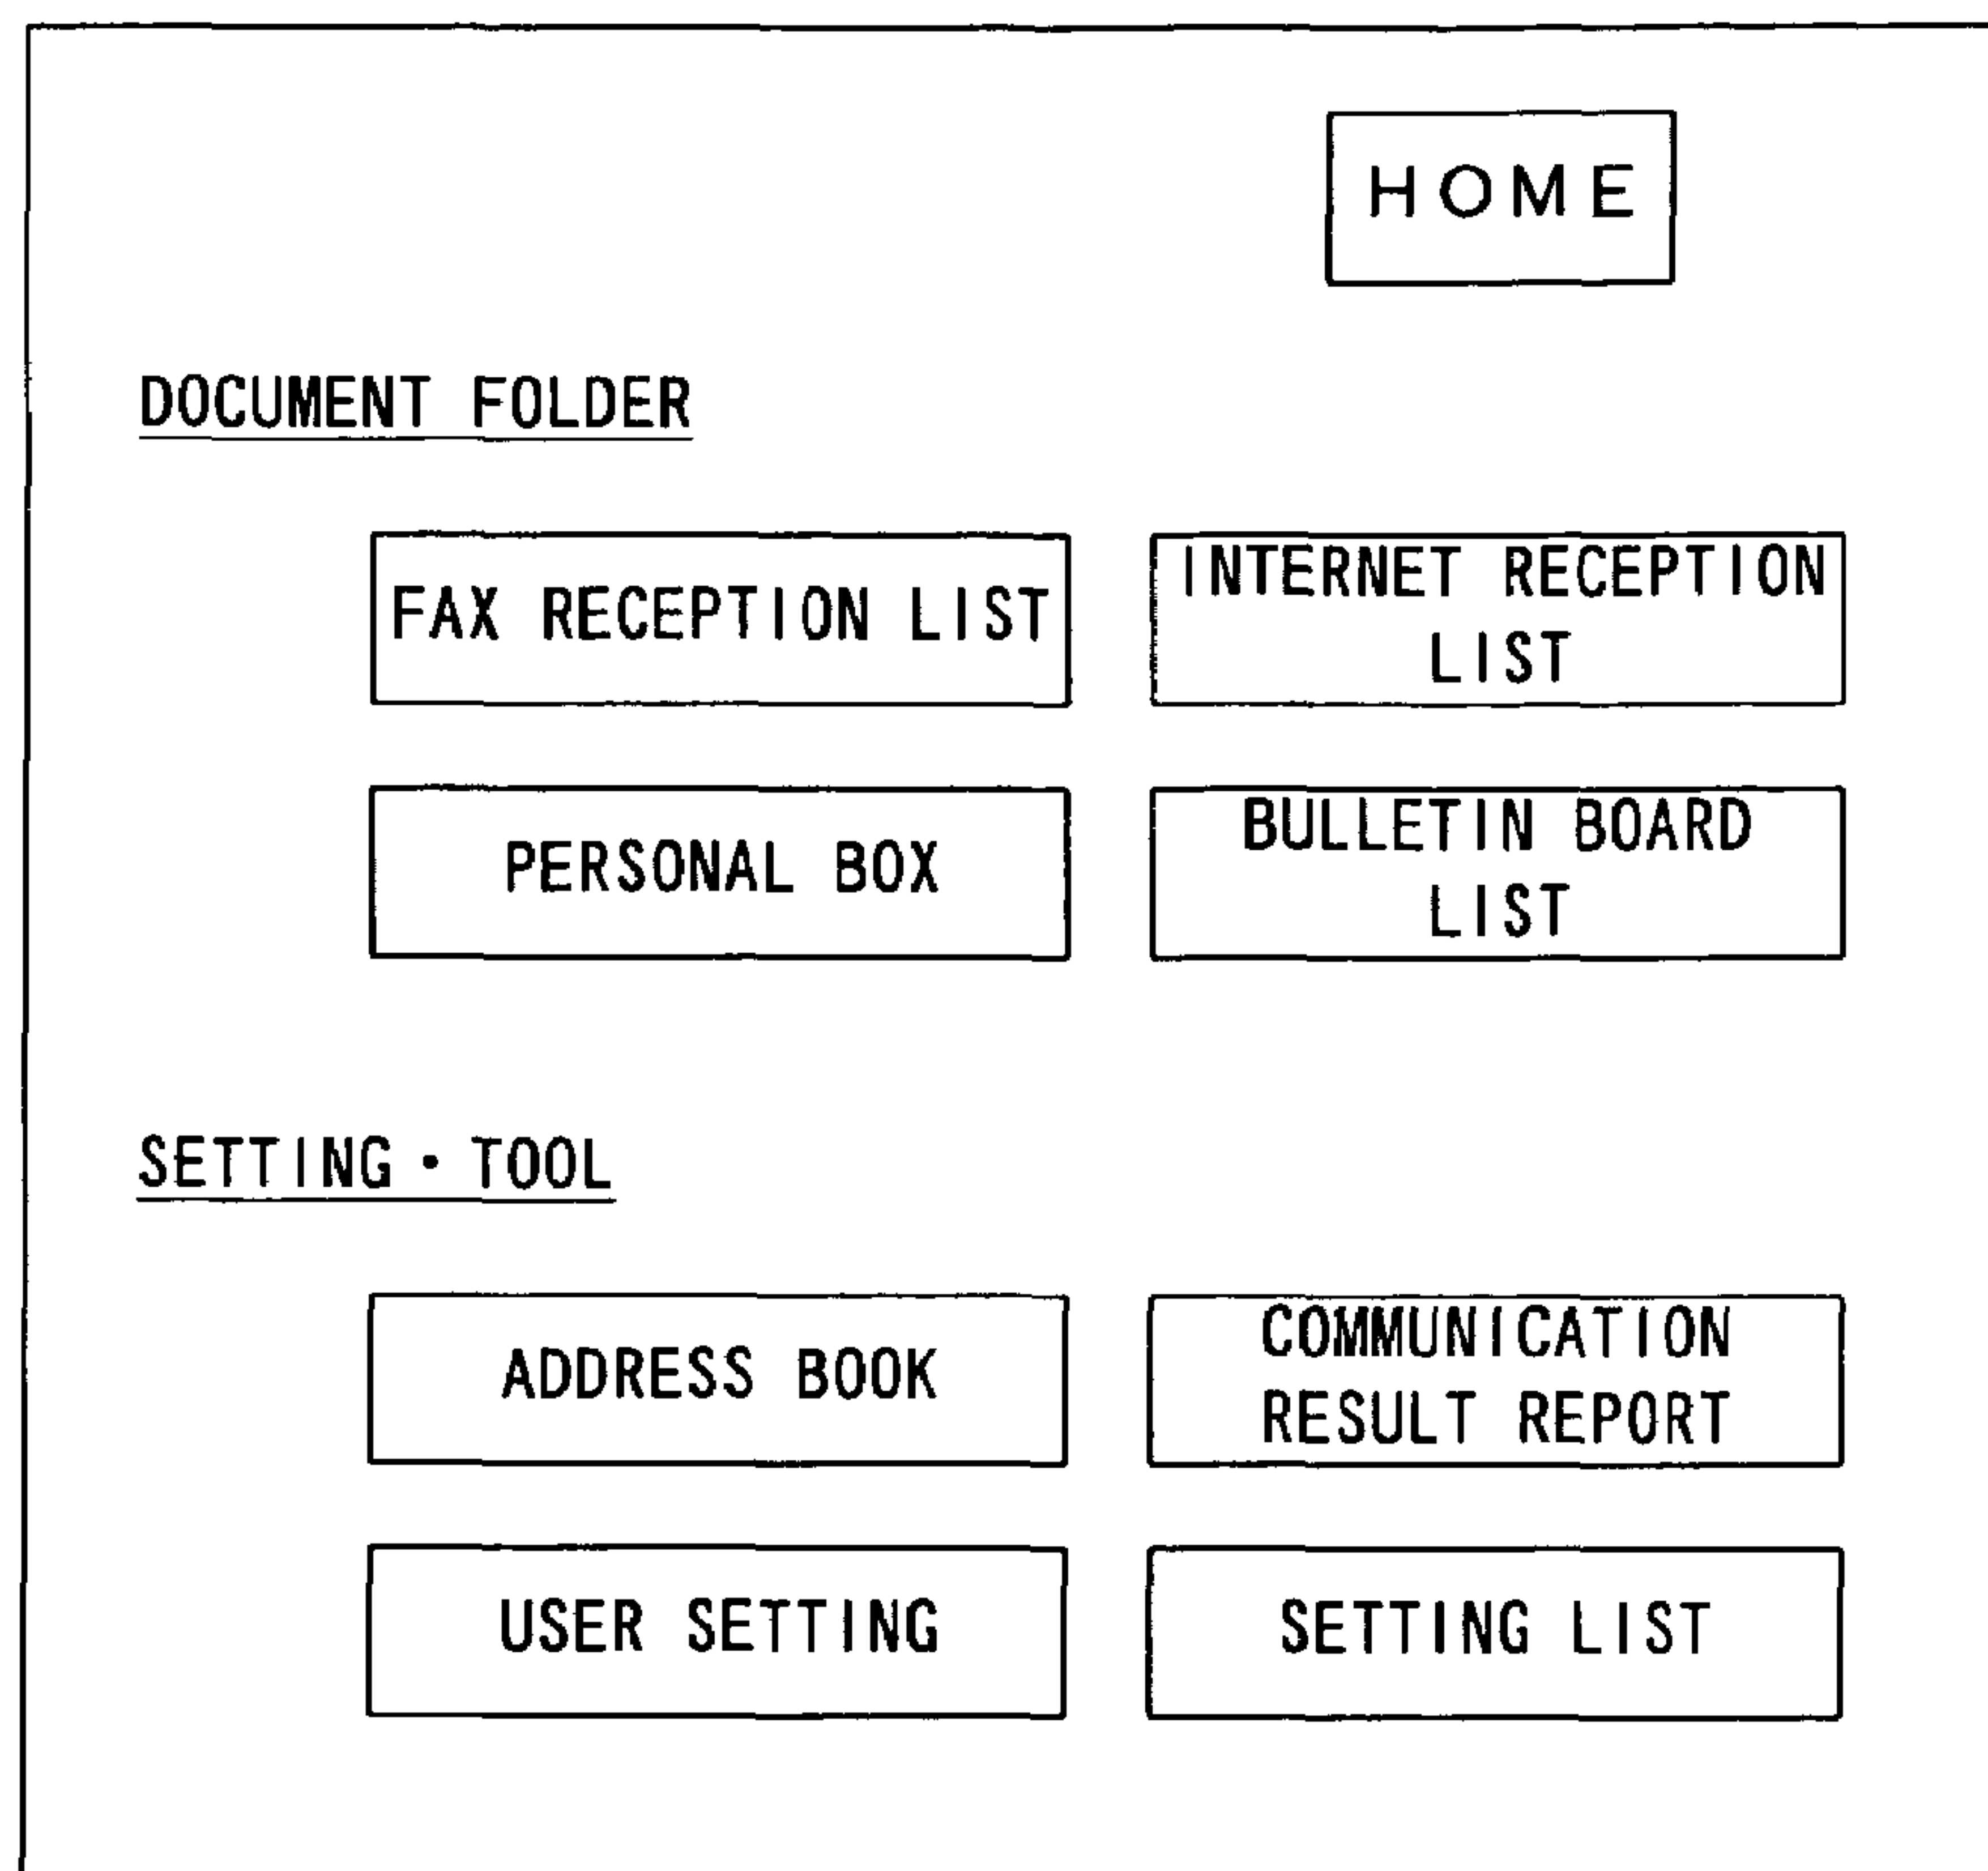 HOME
DOCUMENT FOLDER
FAX RECEPTION LIST
INTERNET RECEPTION
LIST
PERSONAL BOX
BULLETIN BOARD
LIST
SETTING・TOOL
ADDRESS BOOK
COMMUNICATION
RESULT REPORT
USER SETTING
SETTING LIST